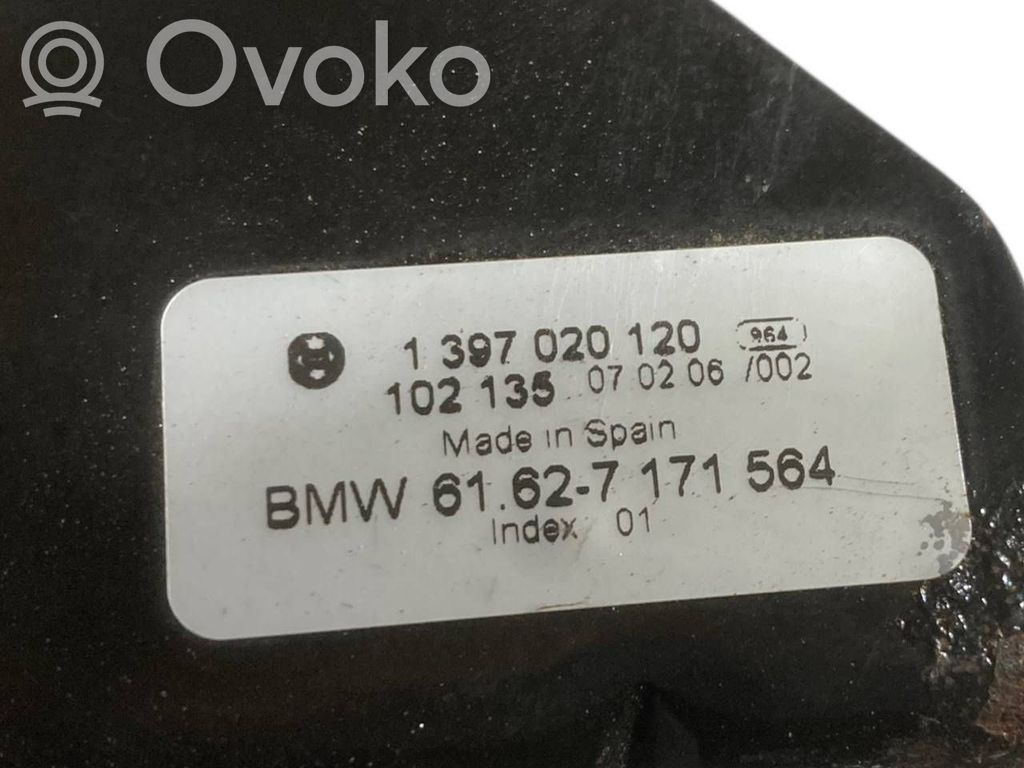 Ovoko
1 397 020 120 964
102 135 07 02 06 /002
Made in Spain
BMW 61.62-7 171 564
Index 01